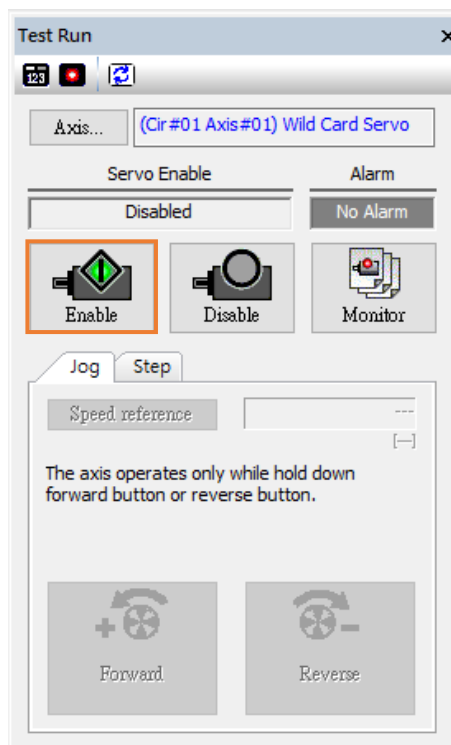 Test Run
123
Axis...
(Cir#01 Axis#01) Wild Card Servo
Servo Enable
Alarm
Disabled
No Alarm
Enable
Disable
Monitor
Jog
Step
Speed reference
---
[---]
The axis operates only while hold down
forward button or reverse button.
Forward
Reverse